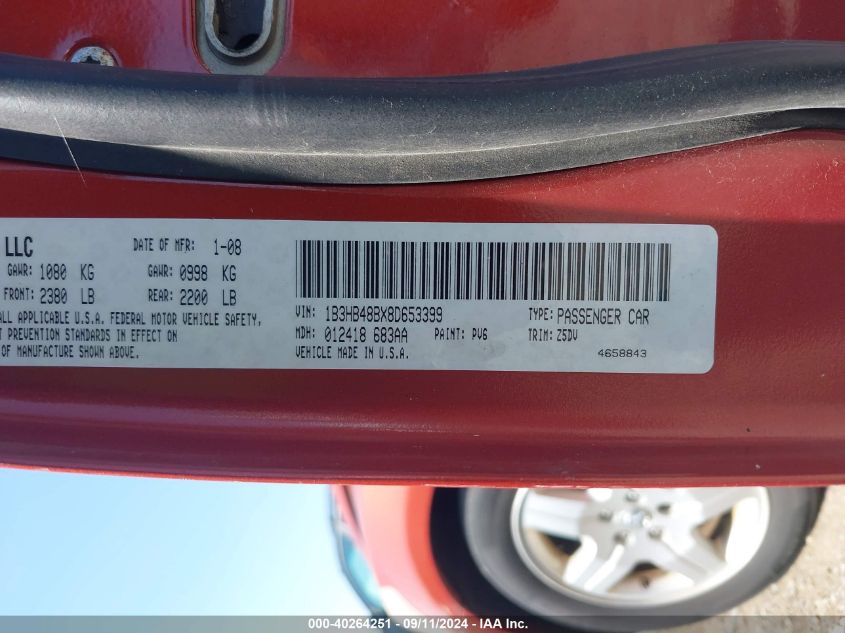 LLC DATE OF MFR: 1-08
GAWR: 1080 KG GAWR: 0998 KG
FRONT: 2380 LB REAR: 2200 LB
ALL APPLICABLE U.S.A. FEDERAL MOTOR VEHICLE SAFETY,
PREVENTION STANDARDS IN EFFECT ON
OF MANUFACTURE SHOWN ABOVE.
VIN: 1B3HB48BX8D653399 TYPE: PASSENGER CAR
MDH: 012418 683AA PAINT: PV6 TRIM: Z5DV
VEHICLE MADE IN U.S.A. 4658843
000-40264251 - 09/11/2024 - IAA Inc.